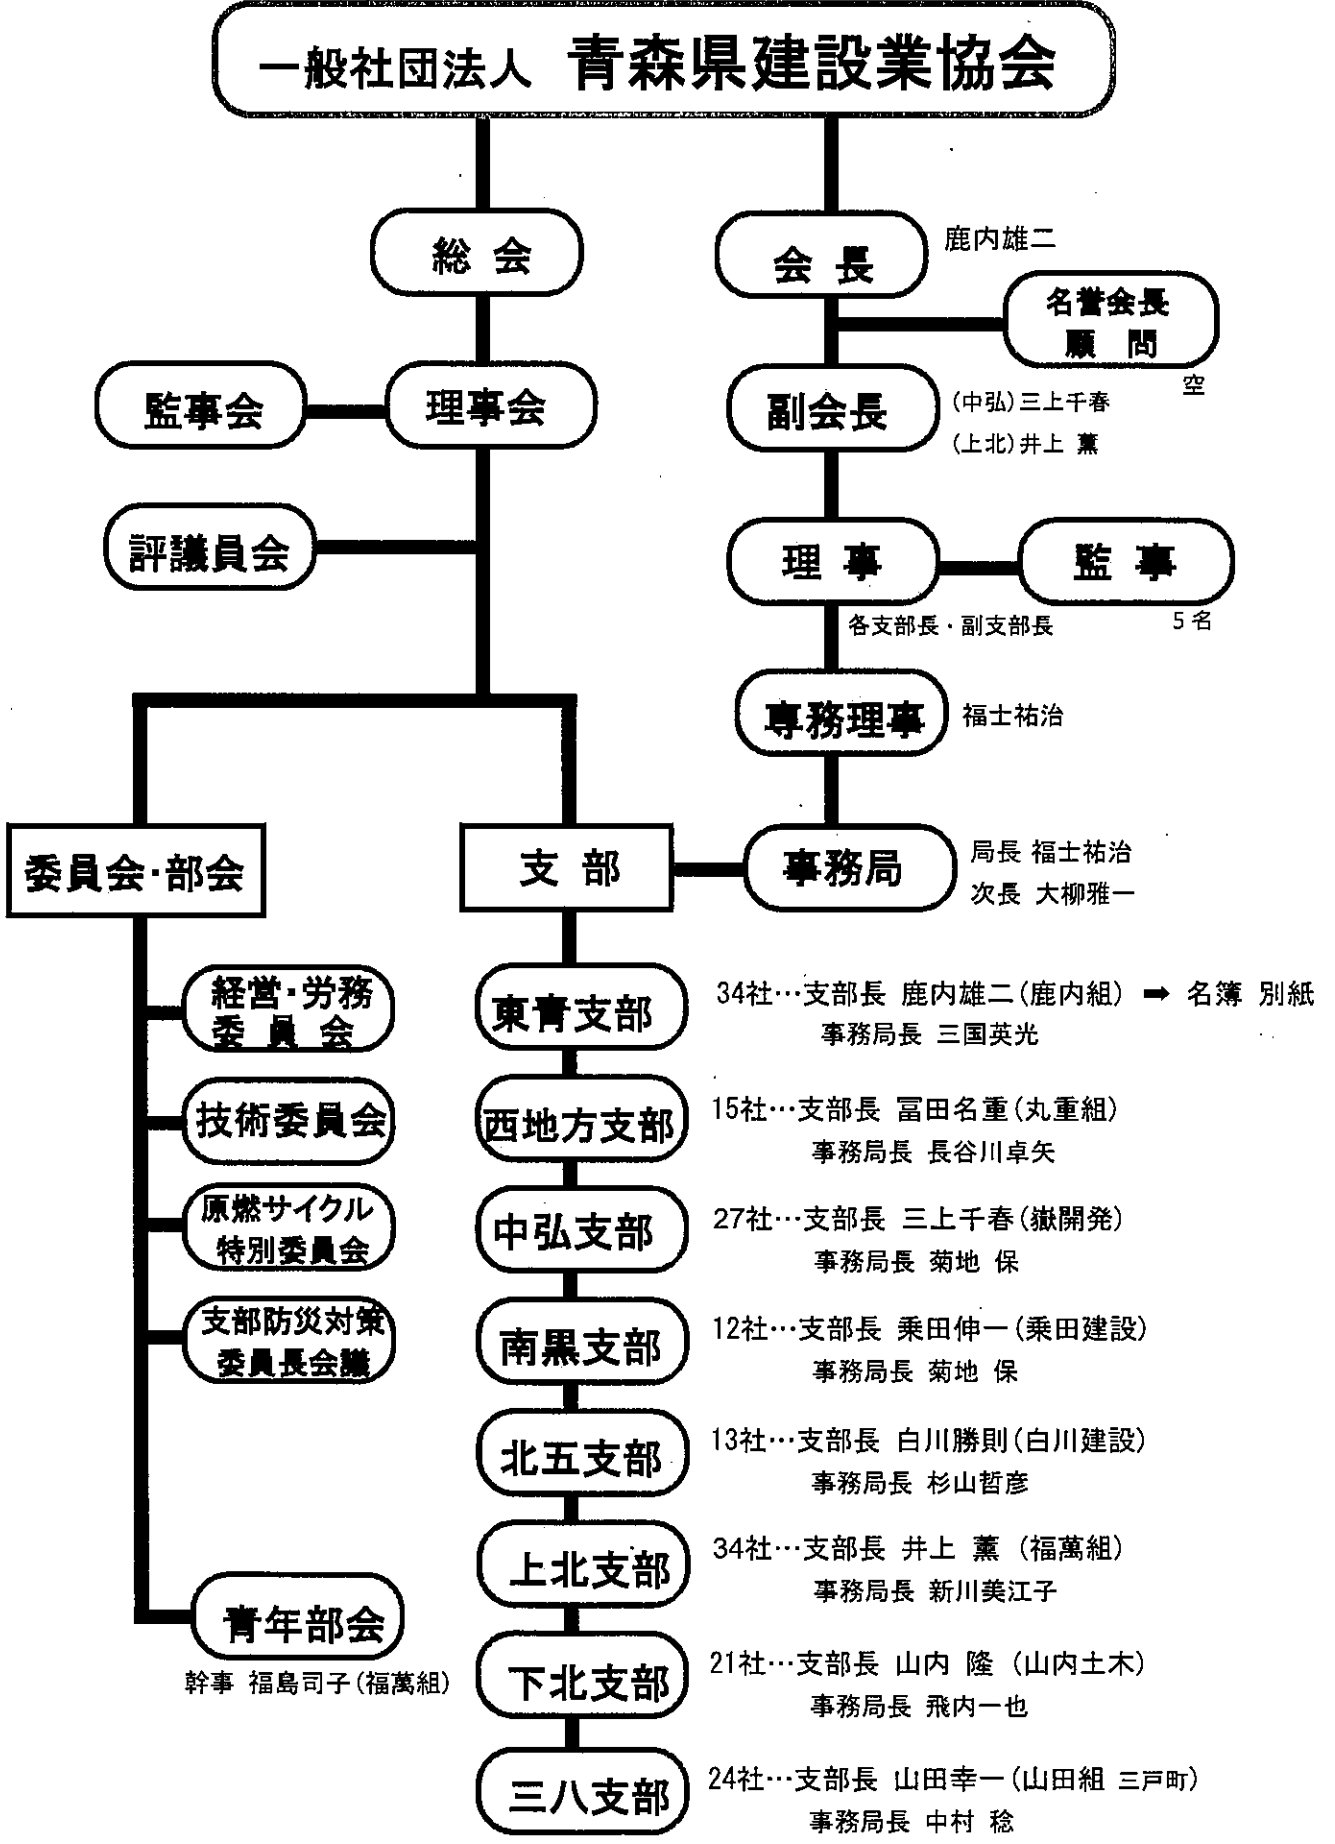 一般社団法人 青森県建設業協会
総 会
会 長
鹿内雄二
名誉会長
顧 問
空
監事会
理事会
副会長
(中弘)三上千春
(上北)井上 薫
評議員会
理 事
各支部長・副支部長
監 事
5名
専務理事
福士祐治
委員会・部会
支 部
事務局
局長 福士祐治
次長 大柳雅一
経営・労務
委 員 会
技術委員会
原燃サイクル
特別委員会
支部防災対策
委員長会議
青年部会
幹事 福島司子(福萬組)
東青支部
34社…支部長 鹿内雄二(鹿内組) ➡ 名簿 別紙
事務局長 三国英光
西地方支部
15社…支部長 冨田名重(丸重組)
事務局長 長谷川卓矢
中弘支部
27社…支部長 三上千春(嶽開発)
事務局長 菊地 保
南黒支部
12社…支部長 乗田伸一(乗田建設)
事務局長 菊地 保
北五支部
13社…支部長 白川勝則(白川建設)
事務局長 杉山哲彦
上北支部
34社…支部長 井上 薫 (福萬組)
事務局長 新川美江子
下北支部
21社…支部長 山内 隆 (山内土木)
事務局長 飛内一也
三八支部
24社…支部長 山田幸一(山田組 三戸町)
事務局長 中村 稔